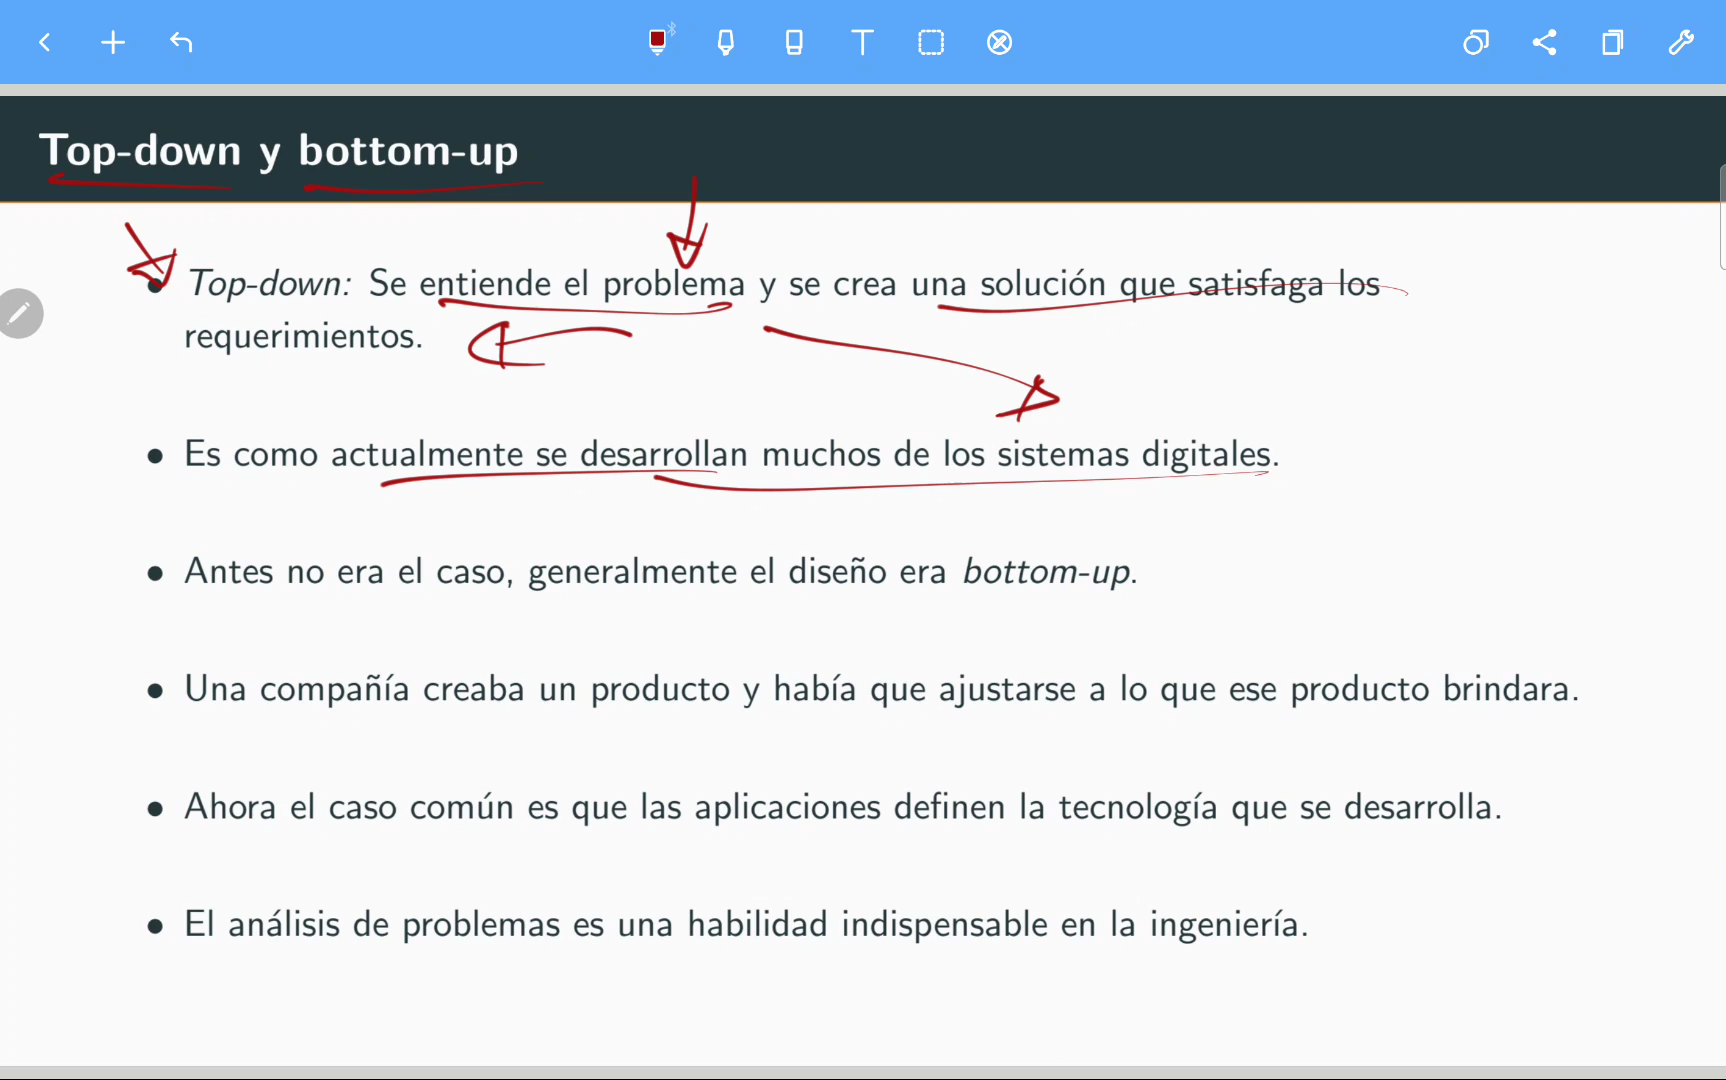 Top-down y bottom-up
• Top-down: Se entiende el problema y se crea una solución que satisfaga los
requerimientos.
• Es como actualmente se desarrollan muchos de los sistemas digitales.
• Antes no era el caso, generalmente el diseño era bottom-up.
• Una compañía creaba un producto y había que ajustarse a lo que ese producto brindara.
• Ahora el caso común es que las aplicaciones definen la tecnología que se desarrolla.
• El análisis de problemas es una habilidad indispensable en la ingeniería.